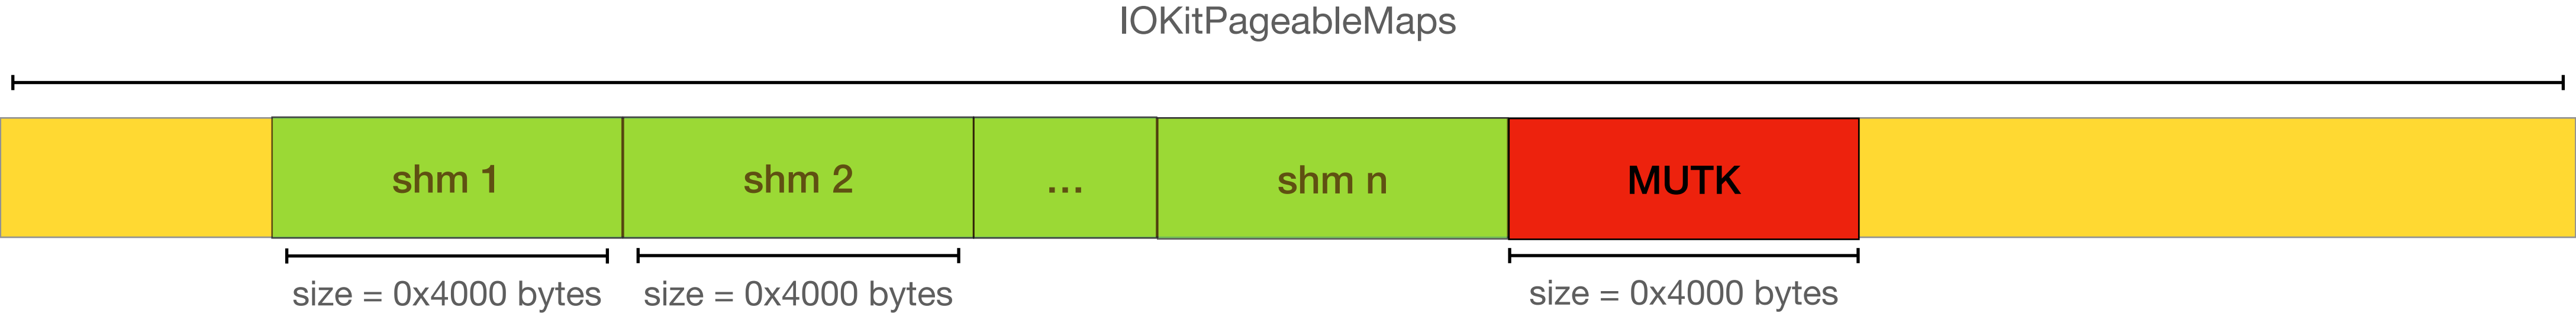 IOKitPageableMaps
shm 1
shm 2
...
shm n
MUTK
size = 0x4000 bytes
size = 0x4000 bytes
size = 0x4000 bytes